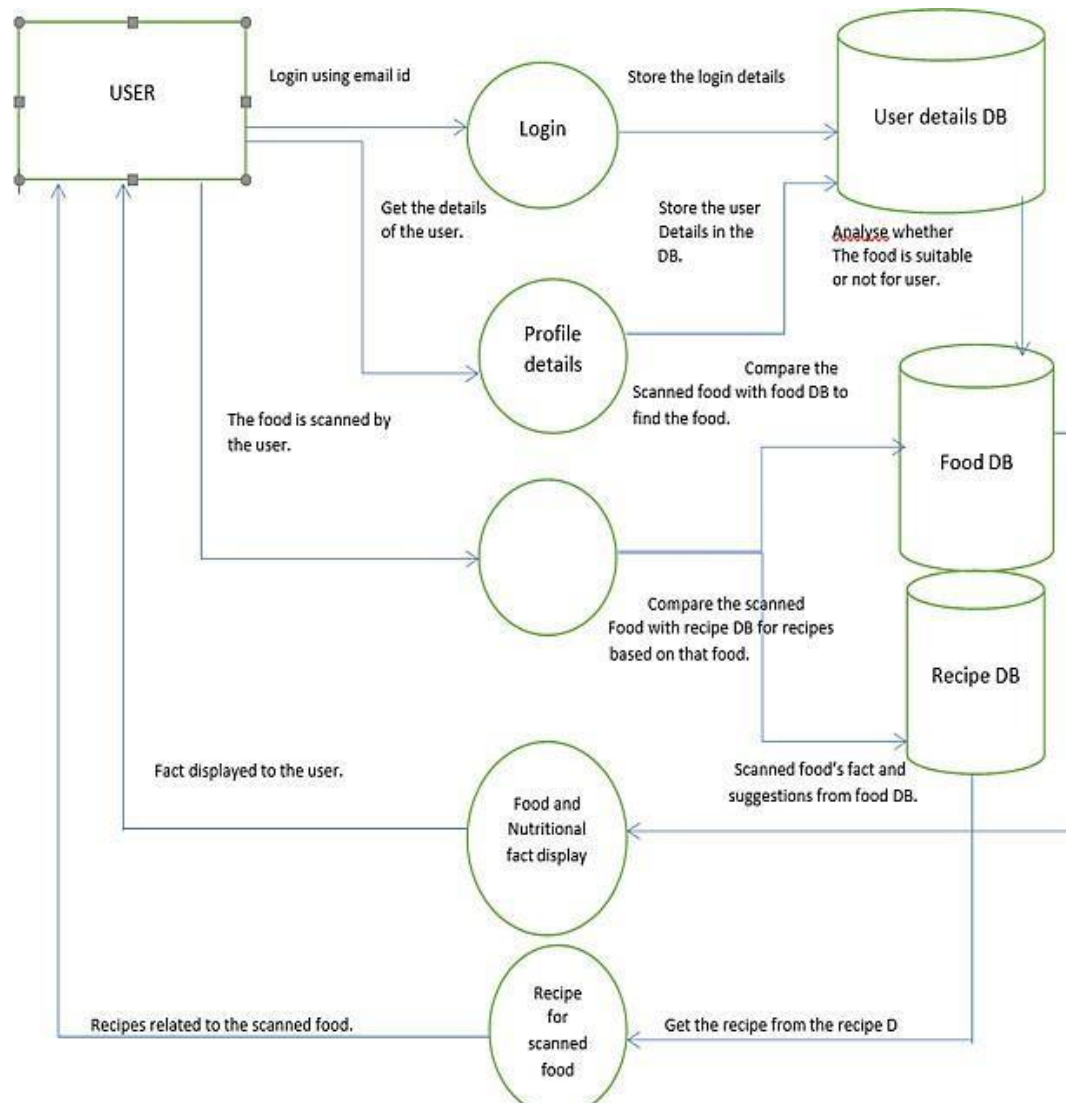 USER
Login using email id
Login
Store the login details
User details DB
Get the details
of the user.
Store the user
Details in the
DB.
Analyse whether
The food is suitable
or not for user.
Profile
details
Compare the
Scanned food with food DB to
find the food.
The food is scanned by
the user.
Food DB
Compare the scanned
Food with recipe DB for recipes
based on that food.
Recipe DB
Fact displayed to the user.
Food and
Nutritional
fact display
Scanned food's fact and
suggestions from food DB.
Recipes related to the scanned food.
Recipe
for
scanned
food
Get the recipe from the recipe D